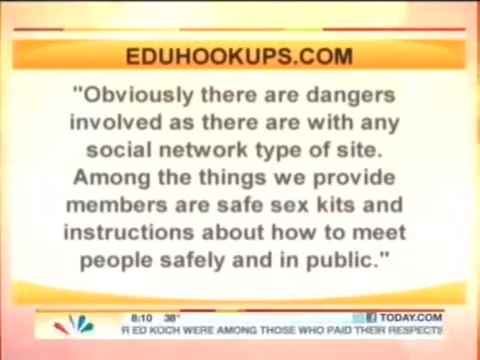 EDUHOOKUPS.COM
"Obviously there are dangers
involved as there are with any
social network type of site.
Among the things we provide
members are safe sex kits and
instructions about how to meet
people safely and in public."
8:10 38° TODAY.COM
R ED KOCH WERE AMONG THOSE WHO PAID THEIR RESPECTS